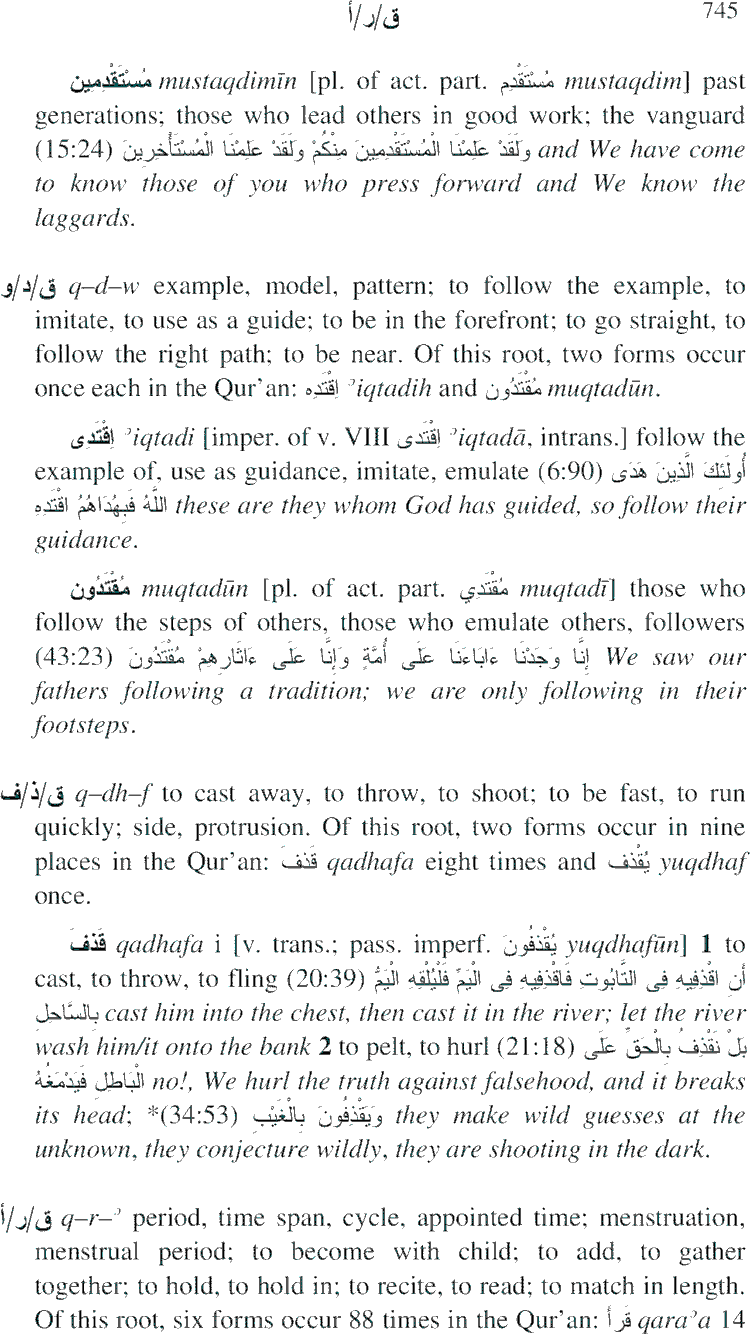 ق/ر/أ 745
مُسْتَقْدِمين mustaqdimīn [pl. of act. part. مُسْتَقْدِم mustaqdim] past
generations; those who lead others in good work; the vanguard
(15:24) وَلَقَدْ عَلِمْنَا الْمُسْتَقْدِمِينَ مِنْكُمْ وَلَقَدْ عَلِمْنَا الْمُسْتَأْخِرِينَ and We have come
to know those of you who press forward and We know the
laggards.
ق/د/و q–d–w example, model, pattern; to follow the example, to
imitate, to use as a guide; to be in the forefront; to go straight, to
follow the right path; to be near. Of this root, two forms occur
once each in the Qur'an: اِقْتَدِه ʾiqtadih and مُقْتَدُون muqtadūn.
اِقْتَدِى ʾiqtadi [imper. of v. VIII اِقْتَدى ʾiqtadā, intrans.] follow the
example of, use as guidance, imitate, emulate (6:90) أُولَئِكَ الَّذِينَ هَدَى
اللَّهُ فَبِهُدَاهُمُ اقْتَدِهِ these are they whom God has guided, so follow their
guidance.
مُقْتَدُون muqtadūn [pl. of act. part. مُقْتَدِي muqtadī] those who
follow the steps of others, those who emulate others, followers
(43:23) إِنَّا وَجَدْنَا ءَابَاءَنَا عَلَى أُمَّةٍ وَإِنَّا عَلَى ءَاثَارِهِمْ مُقْتَدُونَ We saw our
fathers following a tradition; we are only following in their
footsteps.
ق/ذ/ف q–dh–f to cast away, to throw, to shoot; to be fast, to run
quickly; side, protrusion. Of this root, two forms occur in nine
places in the Qur'an: قَذَفَ qadhafa eight times and يُقْذَف yuqdhaf
once.
قَذَفَ qadhafa i [v. trans.; pass. imperf. يُقْذَفُونَ yuqdhafūn] 1 to
cast, to throw, to fling (20:39) أَنِ اقْذِفِيهِ فِى التَّابُوتِ فَاقْذِفِيهِ فِى الْيَمِّ فَلْيُلْقِهِ الْيَمُّ
بِالسَّاحِلِ cast him into the chest, then cast it in the river; let the river
wash him/it onto the bank 2 to pelt, to hurl (21:18) بَلْ نَقْذِفُ بِالْحَقِّ عَلَى
الْبَاطِلِ فَيَدْمَغُهُ no!, We hurl the truth against falsehood, and it breaks
its head; *(34:53) وَيَقْذِفُونَ بِالْغَيْبِ they make wild guesses at the
unknown, they conjecture wildly, they are shooting in the dark.
ق/ر/أ q–r–ʾ period, time span, cycle, appointed time; menstruation,
menstrual period; to become with child; to add, to gather
together; to hold, to hold in; to recite, to read; to match in length.
Of this root, six forms occur 88 times in the Qur'an: قَرَأَ qaraʾa 14